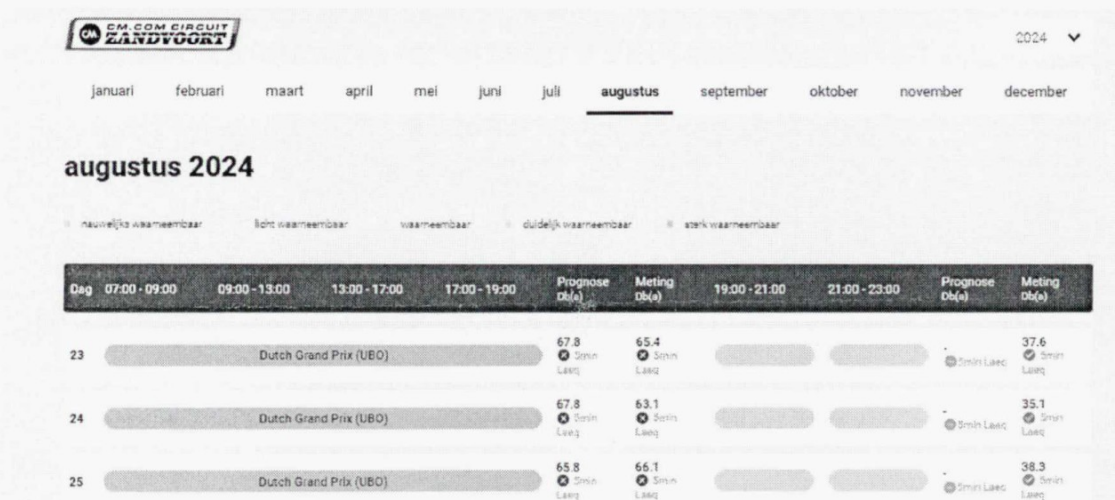 CM CM.COM CIRCUIT
ZANDVOORT
2024
januari februari maart april mei juni juli augustus september oktober november december
augustus 2024
nauwelijks waarneembaar licht waarneembaar waarneembaar duidelijk waarneembaar sterk waarneembaar
Dag 07:00 - 09:00 09:00 - 13:00 13:00 - 17:00 17:00 - 19:00 Prognose Db(a) Meting Db(a) 19:00 - 21:00 21:00 - 23:00 Prognose Db(a) Meting Db(a)
23 Dutch Grand Prix (UBO) 67.8 5min Laeq 65.4 5min Laeq - 5min Laeq 37.6 5min Laeq
24 Dutch Grand Prix (UBO) 67.8 5min Laeq 63.1 5min Laeq - 5min Laeq 35.1 5min Laeq
25 Dutch Grand Prix (UBO) 65.8 5min Laeq 66.1 5min Laeq - 5min Laeq 38.3 5min Laeq